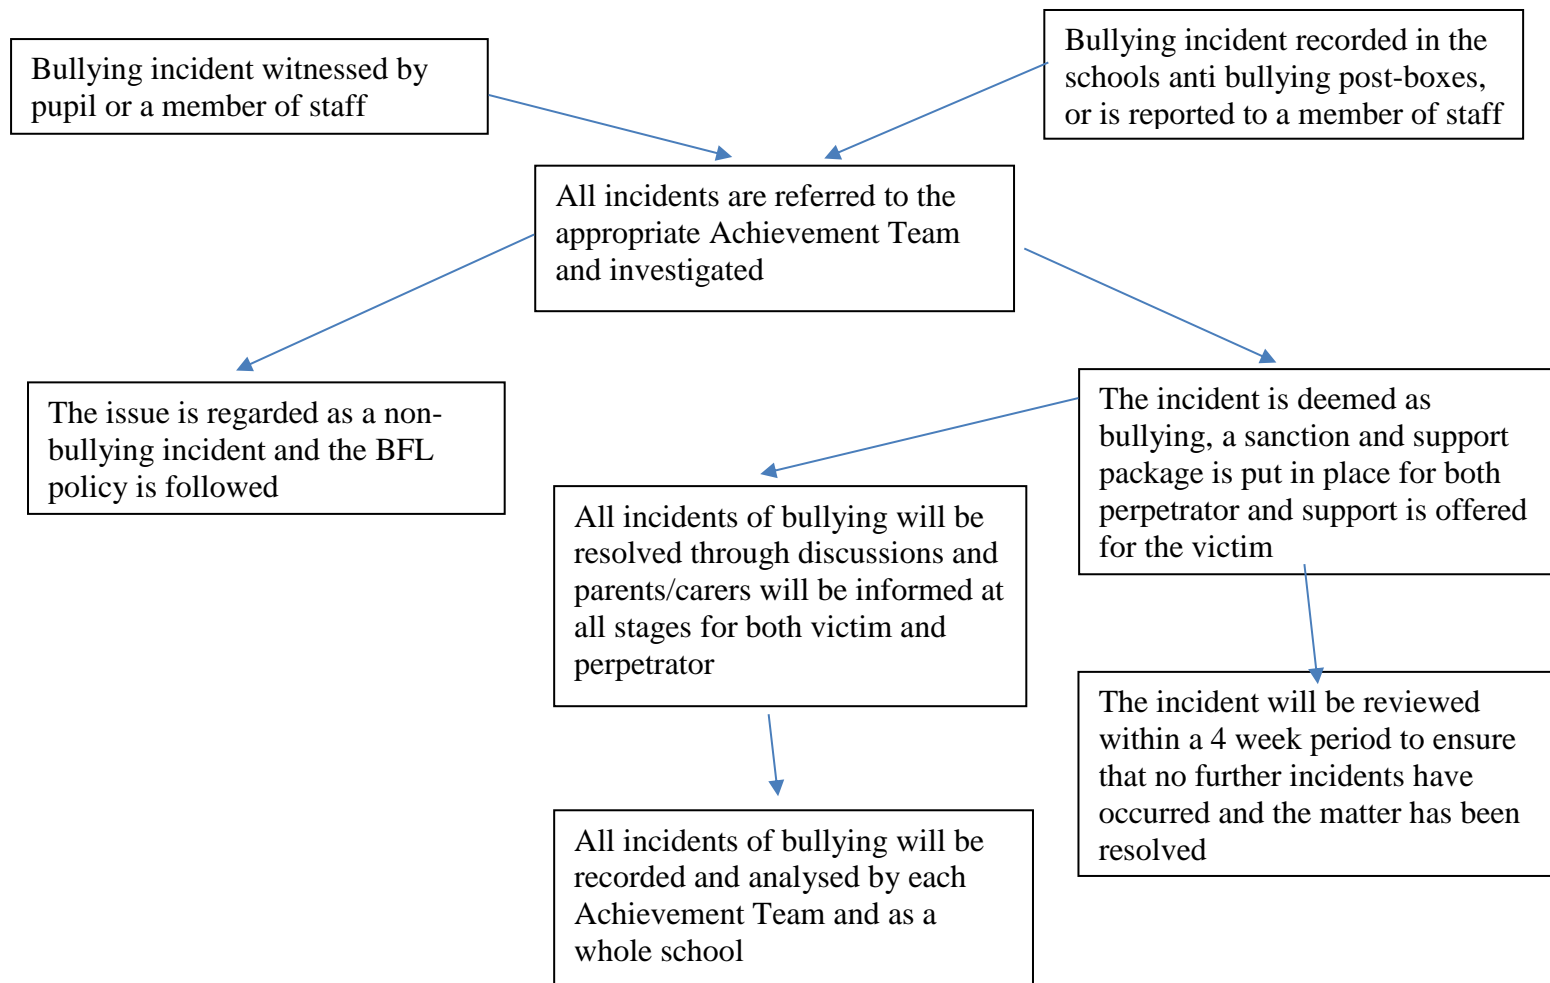 Bullying incident witnessed by
pupil or a member of staff
Bullying incident recorded in the
schools anti bullying post-boxes,
or is reported to a member of staff
All incidents are referred to the
appropriate Achievement Team
and investigated
The issue is regarded as a non-
bullying incident and the BFL
policy is followed
The incident is deemed as
bullying, a sanction and support
package is put in place for both
perpetrator and support is offered
for the victim
All incidents of bullying will be
resolved through discussions and
parents/carers will be informed at
all stages for both victim and
perpetrator
The incident will be reviewed
within a 4 week period to ensure
that no further incidents have
occurred and the matter has been
resolved
All incidents of bullying will be
recorded and analysed by each
Achievement Team and as a
whole school